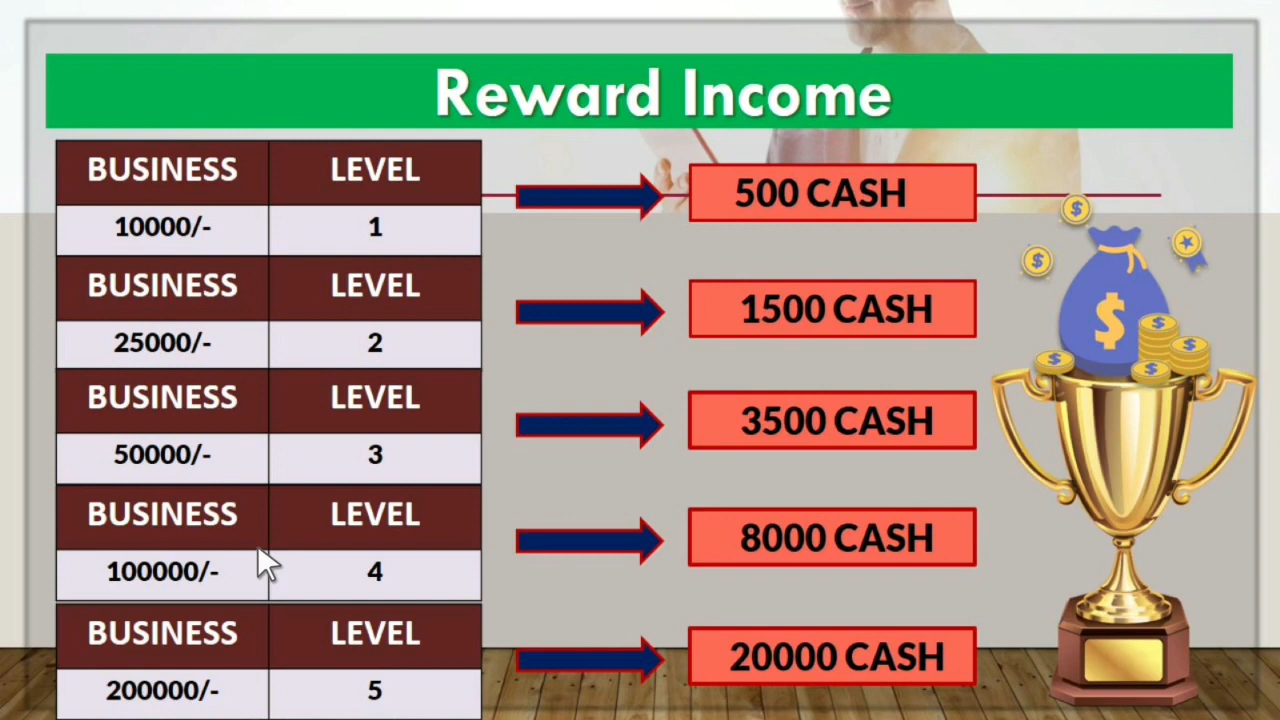 Reward Income
BUSINESS LEVEL
10000/- 1
500 CASH
BUSINESS LEVEL
25000/- 2
1500 CASH
BUSINESS LEVEL
50000/- 3
3500 CASH
BUSINESS LEVEL
100000/- 4
8000 CASH
BUSINESS LEVEL
200000/- 5
20000 CASH
$
$
$
$
$
$
$